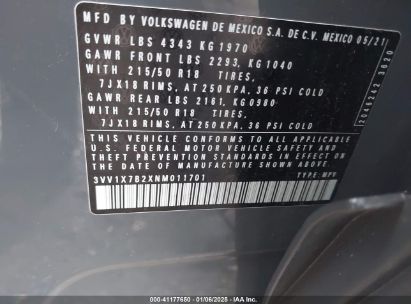 MFD BY VOLKSWAGEN DE MEXICO S.A. DE C.V. MEXICO 05/21
GVWR LBS 4343 KG 1970
GAWR FRONT LBS 2293, KG 1040
WITH 215/50 R18 TIRES,
7JX18 RIMS, AT 250 KPA, 36 PSI COLD
GAWR REAR LBS 2161, KG 0980
WITH 215/50 R18 TIRES,
7JX18 RIMS, AT 250 KPA, 36 PSI COLD
THIS VEHICLE CONFORMS TO ALL APPLICABLE
U.S. FEDERAL MOTOR VEHICLE SAFETY AND
THEFT PREVENTION STANDARDS IN EFFECT ON THE
DATE OF MANUFACTURE SHOWN ABOVE
3VV1X7B2XNM011701
TYPE: MPV
2046242 3020
STOCK #: 41177650 - 01/06/2025 - IAA, Inc.